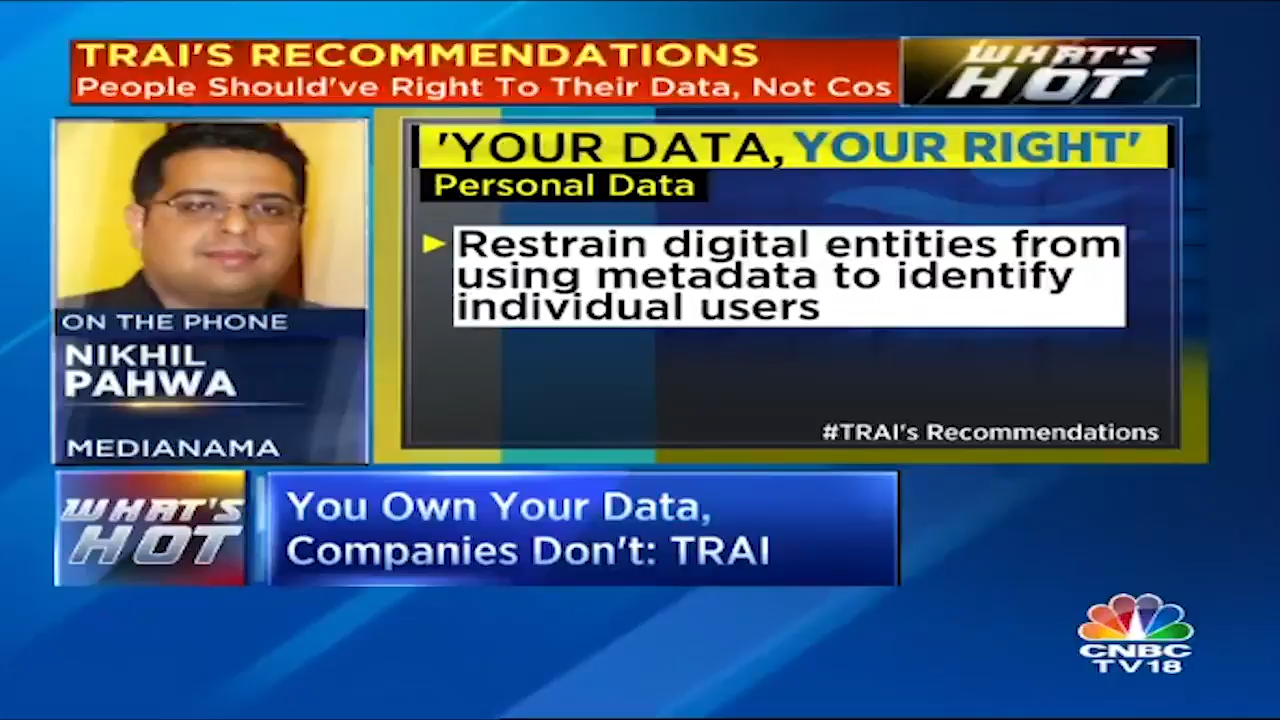 TRAI'S RECOMMENDATIONS
People Should've Right To Their Data, Not Cos
WHAT'S
HOT
'YOUR DATA, YOUR RIGHT'
Personal Data
Restrain digital entities from
using metadata to identify
individual users
#TRAI's Recommendations
ON THE PHONE
NIKHIL
PAHWA
MEDIANAMA
WHAT'S
HOT
You Own Your Data,
Companies Don't: TRAI
CNBC
TV18